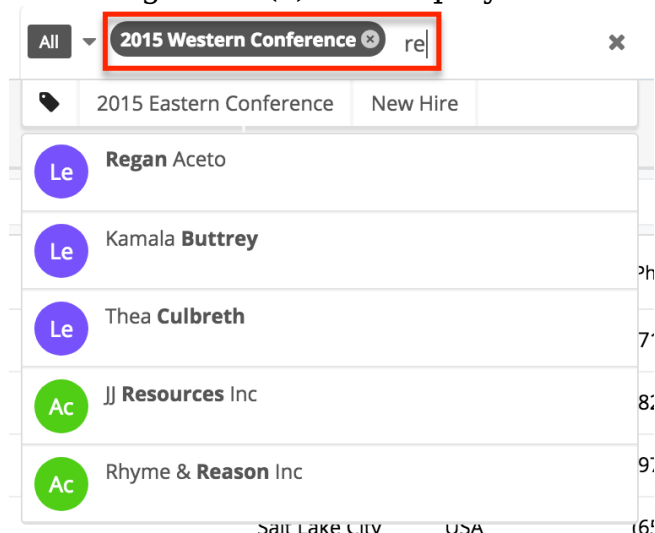 All 2015 Western Conference re
2015 Eastern Conference New Hire
Le Regan Aceto
Le Kamala Buttrey
Le Thea Culbreth
Ac JJ Resources Inc
Ac Rhyme & Reason Inc
Salt Lake City USA (65